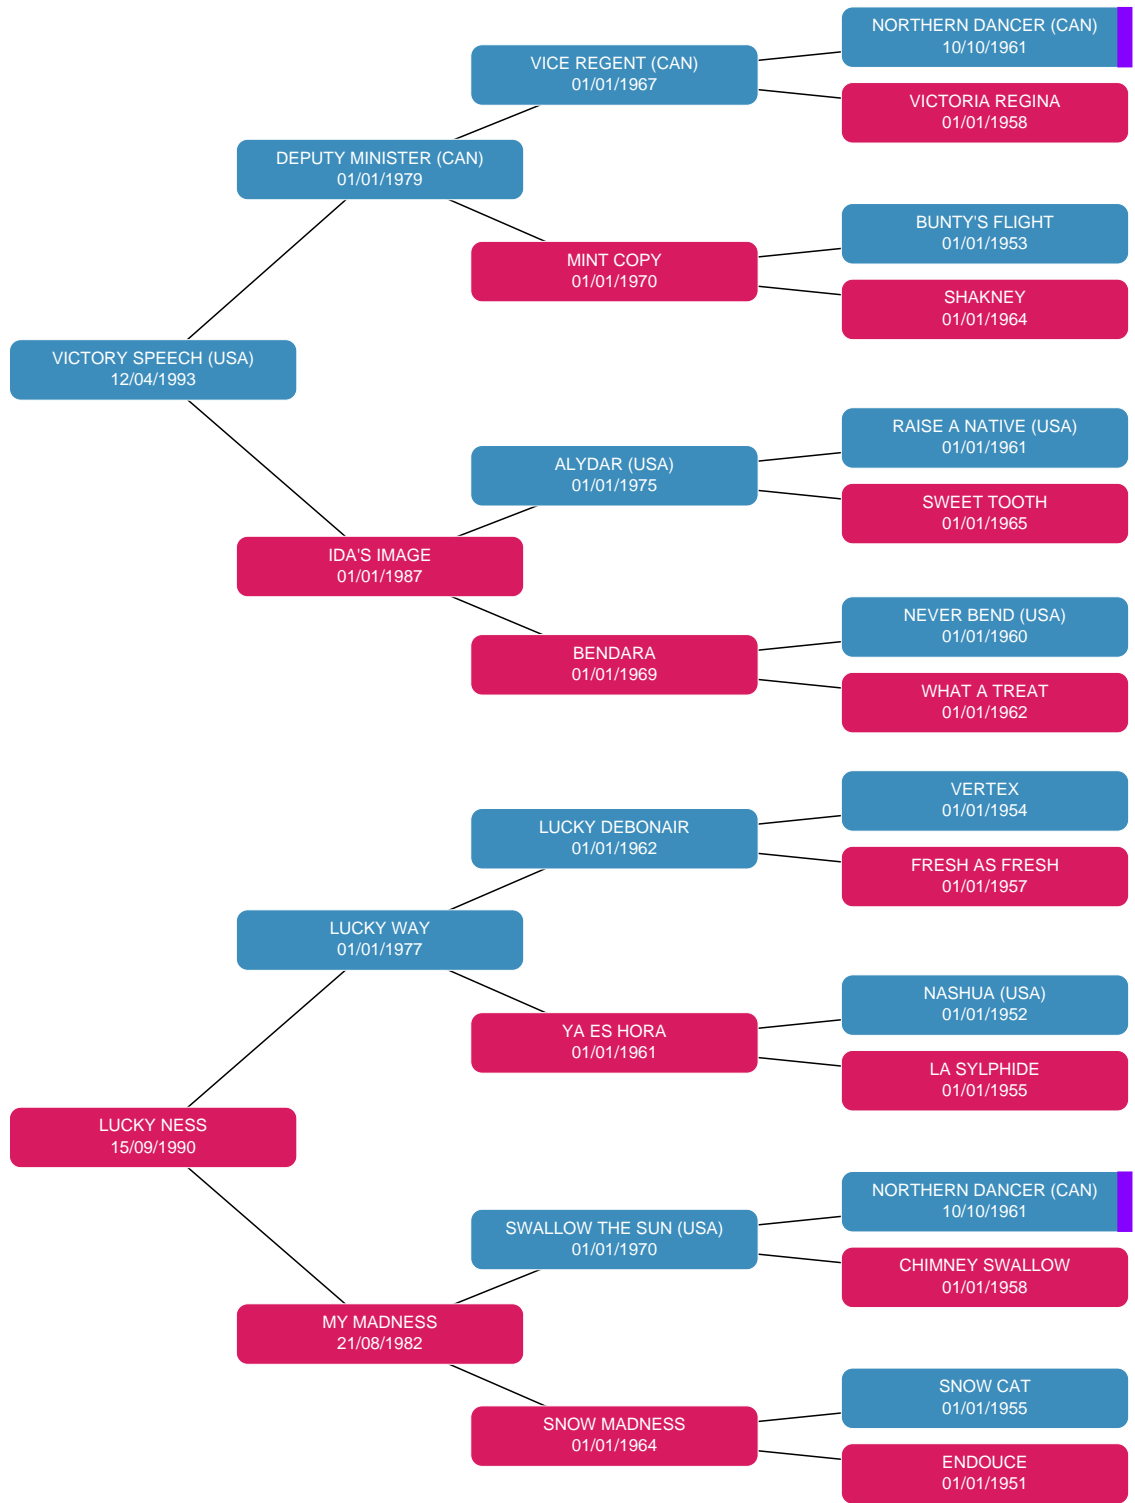 NORTHERN DANCER (CAN)
10/10/1961
VICE REGENT (CAN)
01/01/1967
VICTORIA REGINA
01/01/1958
DEPUTY MINISTER (CAN)
01/01/1979
BUNTY'S FLIGHT
01/01/1953
MINT COPY
01/01/1970
SHAKNEY
01/01/1964
VICTORY SPEECH (USA)
12/04/1993
RAISE A NATIVE (USA)
01/01/1961
ALYDAR (USA)
01/01/1975
SWEET TOOTH
01/01/1965
IDA'S IMAGE
01/01/1987
NEVER BEND (USA)
01/01/1960
BENDARA
01/01/1969
WHAT A TREAT
01/01/1962
VERTEX
01/01/1954
LUCKY DEBONAIR
01/01/1962
FRESH AS FRESH
01/01/1957
LUCKY WAY
01/01/1977
NASHUA (USA)
01/01/1952
YA ES HORA
01/01/1961
LA SYLPHIDE
01/01/1955
LUCKY NESS
15/09/1990
NORTHERN DANCER (CAN)
10/10/1961
SWALLOW THE SUN (USA)
01/01/1970
CHIMNEY SWALLOW
01/01/1958
MY MADNESS
21/08/1982
SNOW CAT
01/01/1955
SNOW MADNESS
01/01/1964
ENDOUCE
01/01/1951